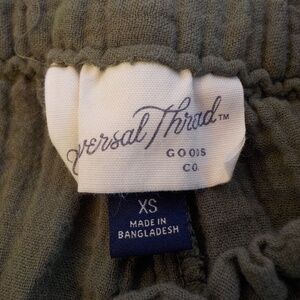 versal Thread™
GOODS
CO.
XS
MADE IN
BANGLADESH